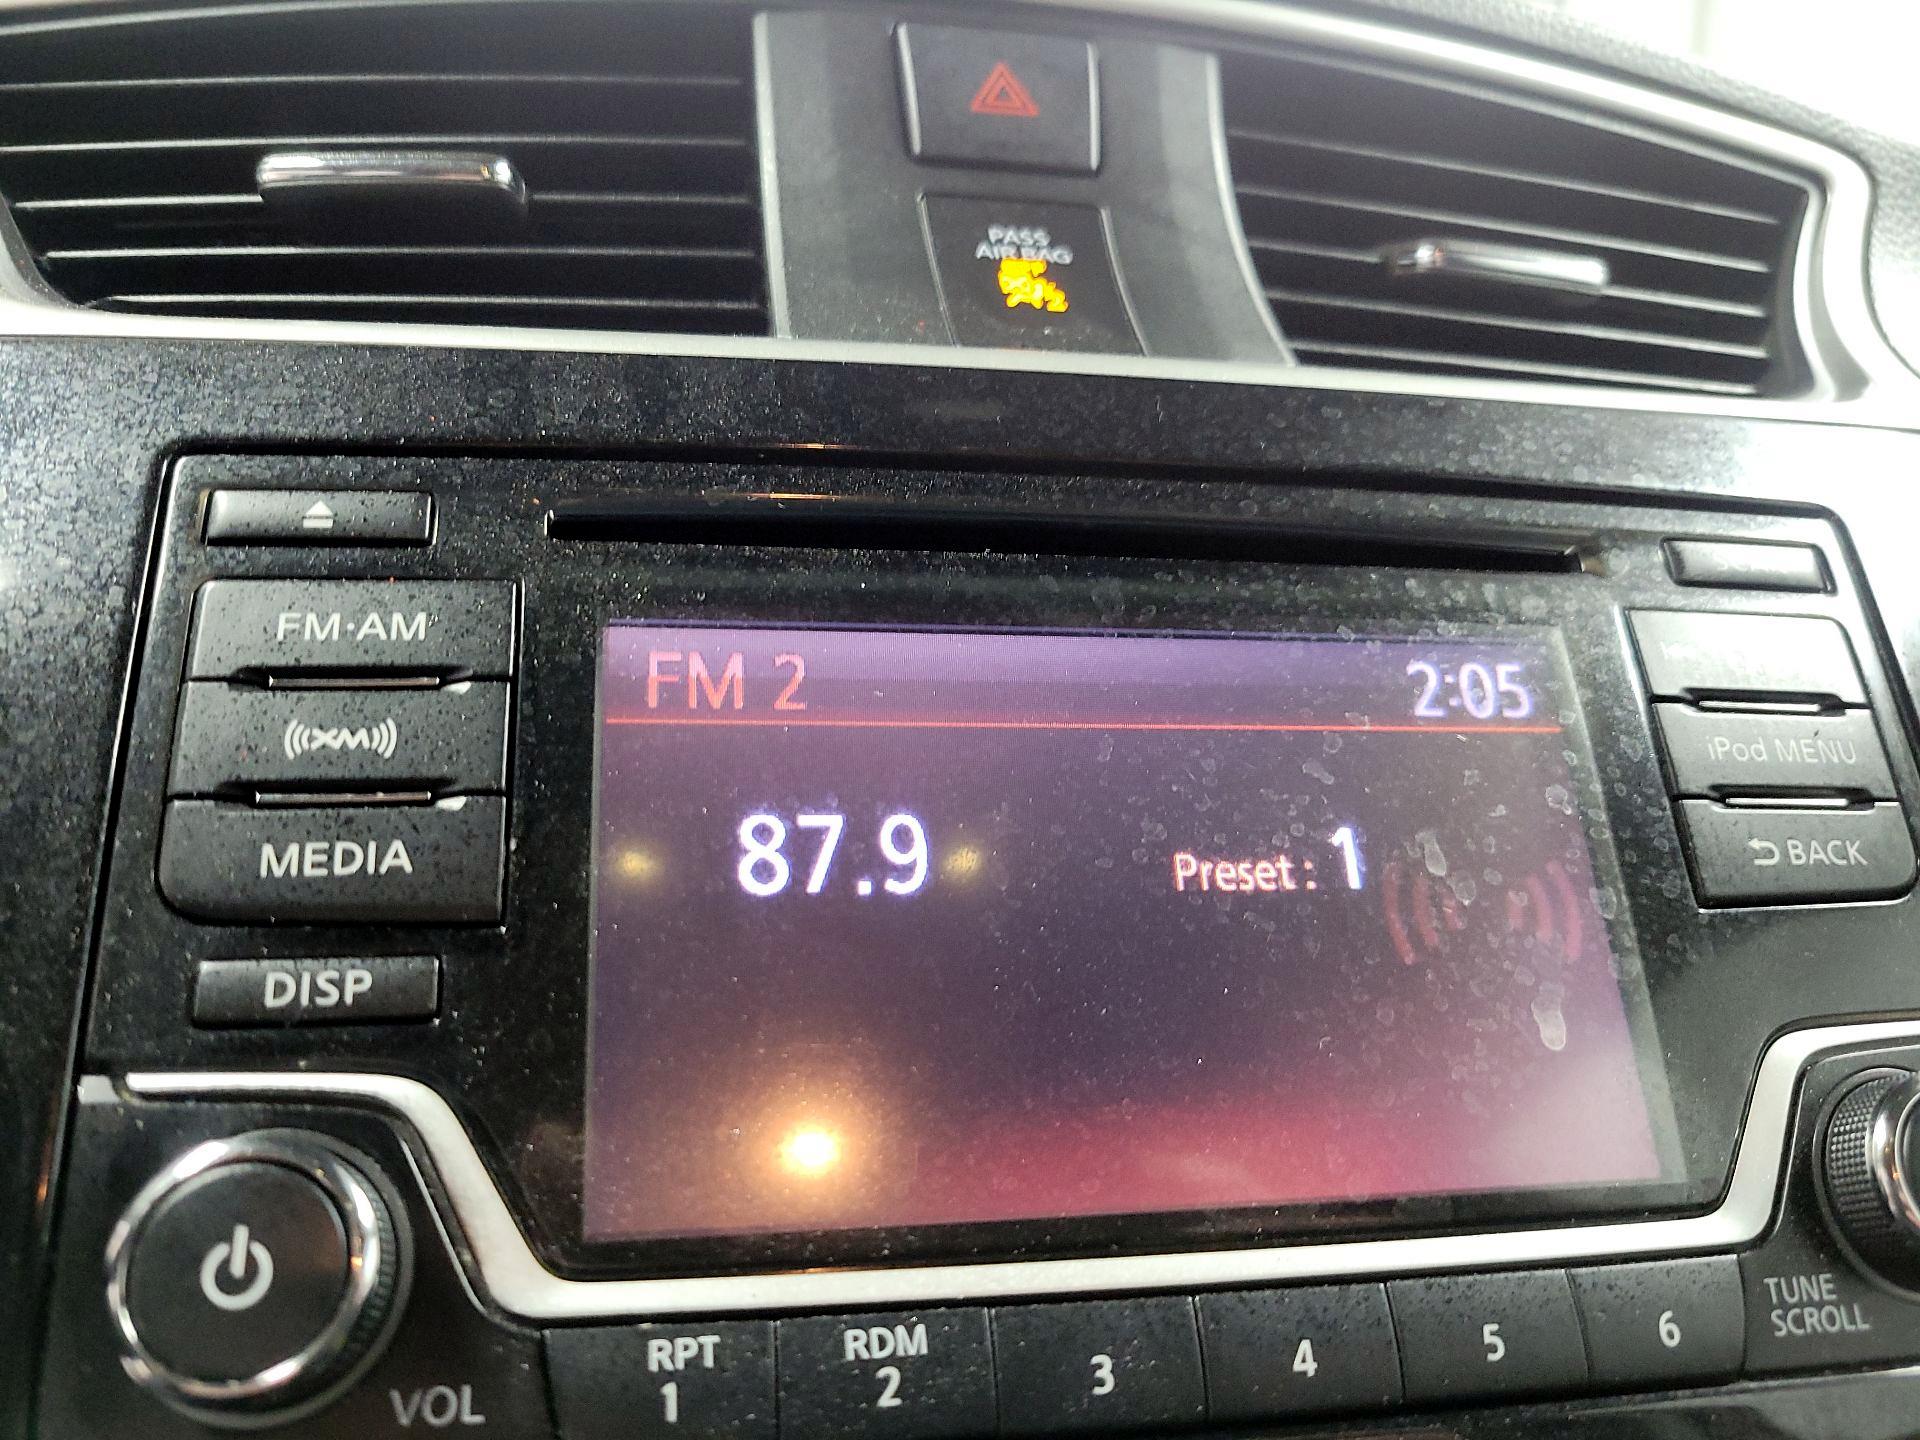 PASS
AIR BAG
FM·AM
XM
MEDIA
DISP
FM 2
2:05
87.9
Preset : 1
iPod MENU
BACK
VOL
RPT
1
RDM
2
3
4
5
6
TUNE
SCROLL